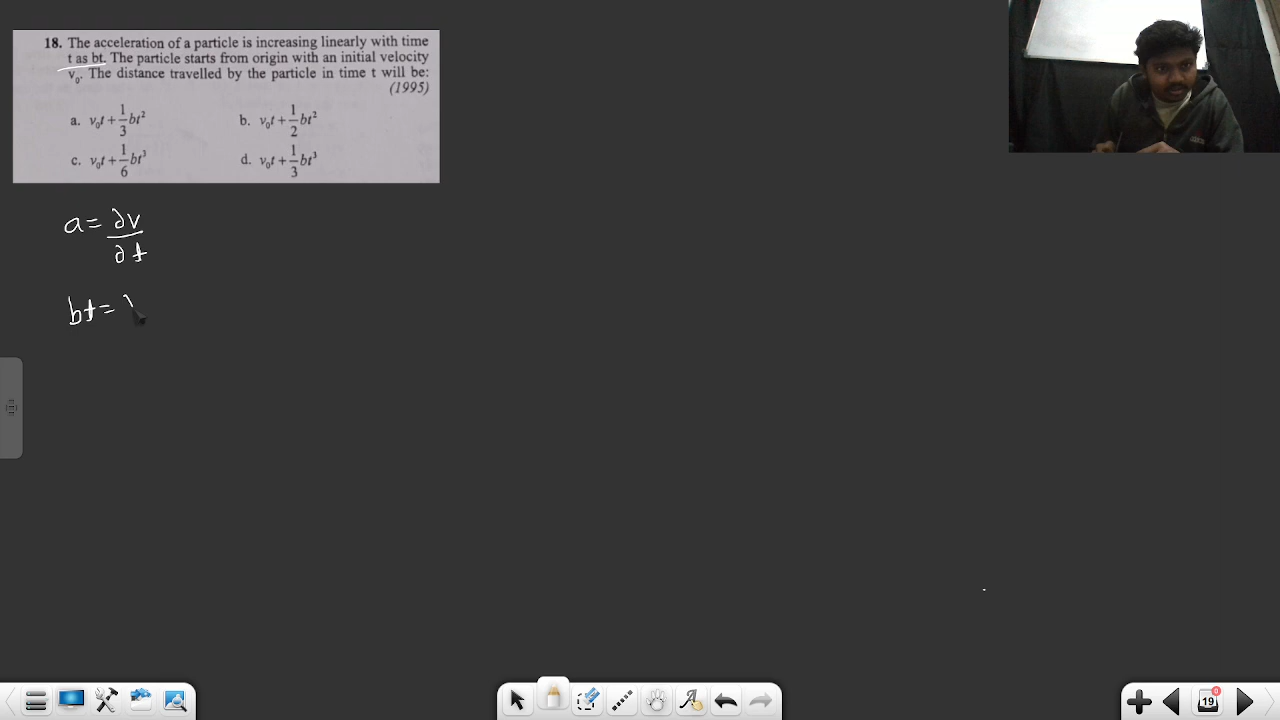 18. The acceleration of a particle is increasing linearly with time
t as bt. The particle starts from origin with an initial velocity
v₀. The distance travelled by the particle in time t will be:
(1995)
a. v₀t + 1/3 bt² b. v₀t + 1/2 bt²
c. v₀t + 1/6 bt³ d. v₀t + 1/3 bt³
a = ∂v/∂t
bt =
19